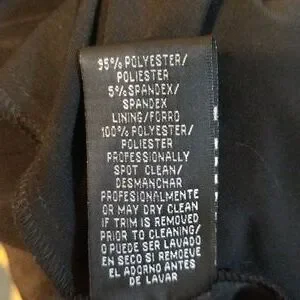 95% POLYESTER/
POLIESTER
5% SPANDEX/
SPANDEX
LINING/FORRO
100% POLYESTER/
POLIESTER
PROFESSIONALLY
SPOT CLEAN/
DESMANCHAR
PROFESIONALMENTE
OR MAY DRY CLEAN
IF TRIM IS REMOVED
PRIOR TO CLEANING/
O PUEDE SER LAVADO
EN SECO SI REMUEVE
EL ADORNO ANTES
DE LAVAR